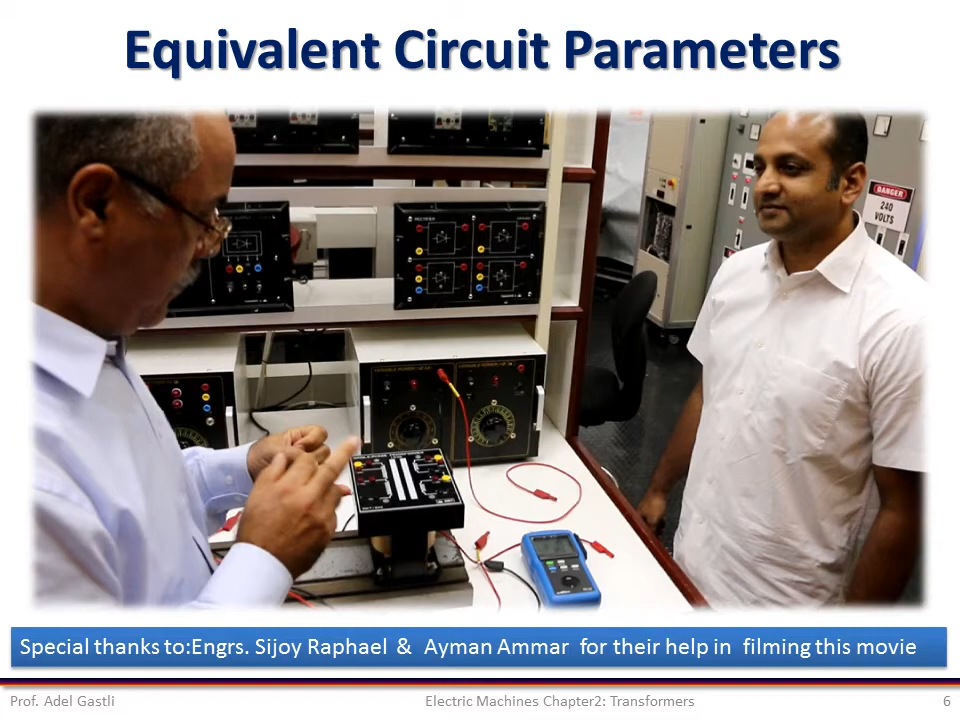 Equivalent Circuit Parameters
DANGER
240
VOLTS
Special thanks to:Engrs. Sijoy Raphael & Ayman Ammar for their help in filming this movie
Prof. Adel Gastli
Electric Machines Chapter2: Transformers
6